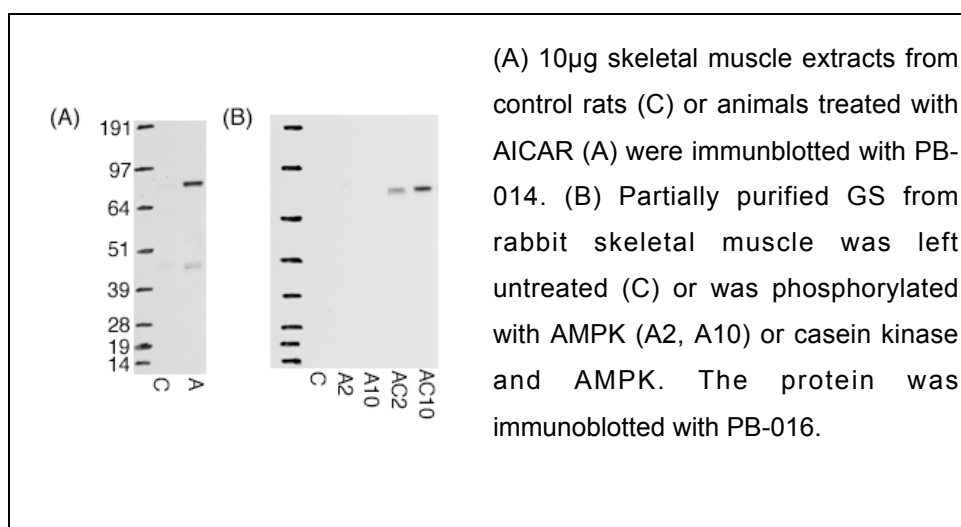 (A)
191
97
64
51
39
28
19
14
C A
(B)
C A2 A10 AC2 AC10
(A) 10µg skeletal muscle extracts from
control rats (C) or animals treated with
AICAR (A) were immunblotted with PB-
014. (B) Partially purified GS from
rabbit skeletal muscle was left
untreated (C) or was phosphorylated
with AMPK (A2, A10) or casein kinase
and AMPK. The protein was
immunoblotted with PB-016.